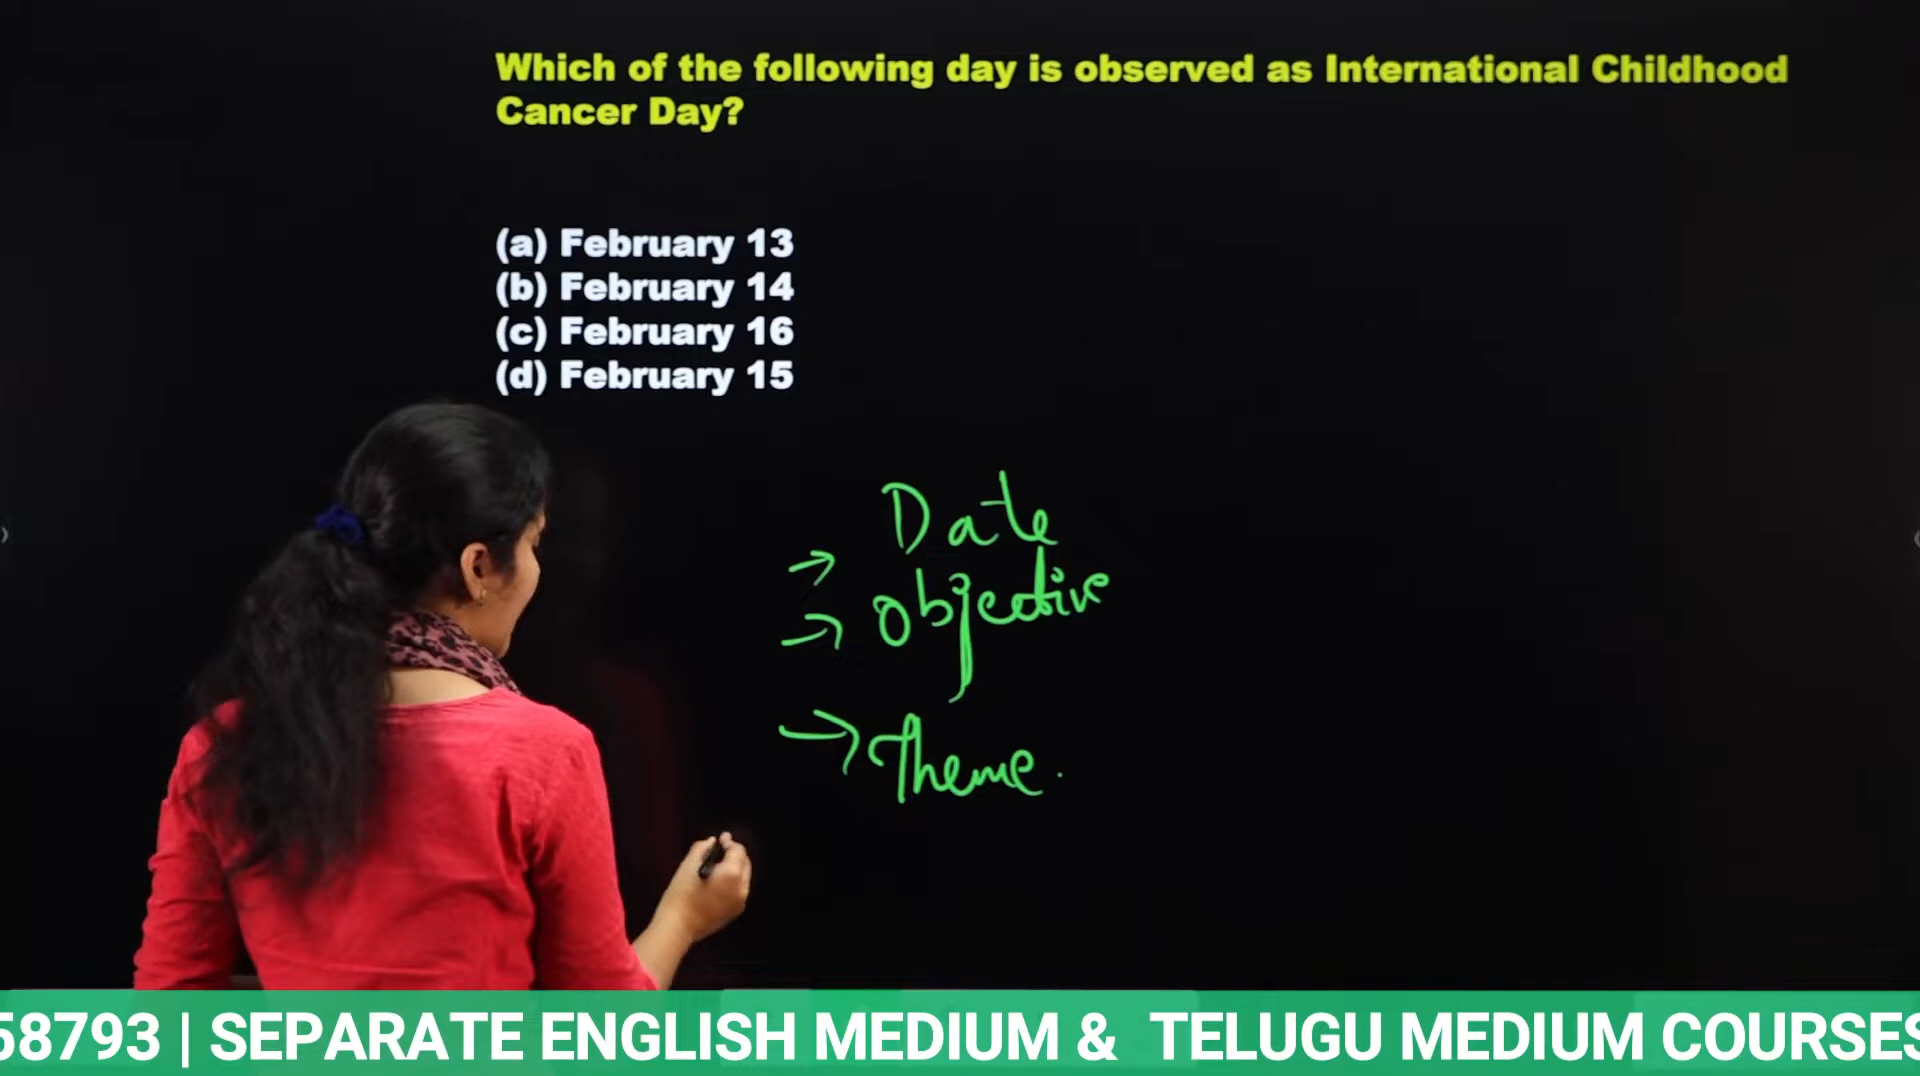 Which of the following day is observed as International Childhood
Cancer Day?
(a) February 13
(b) February 14
(c) February 16
(d) February 15
Date
→ Objective
→ Theme.
58793 | SEPARATE ENGLISH MEDIUM & TELUGU MEDIUM COURSES